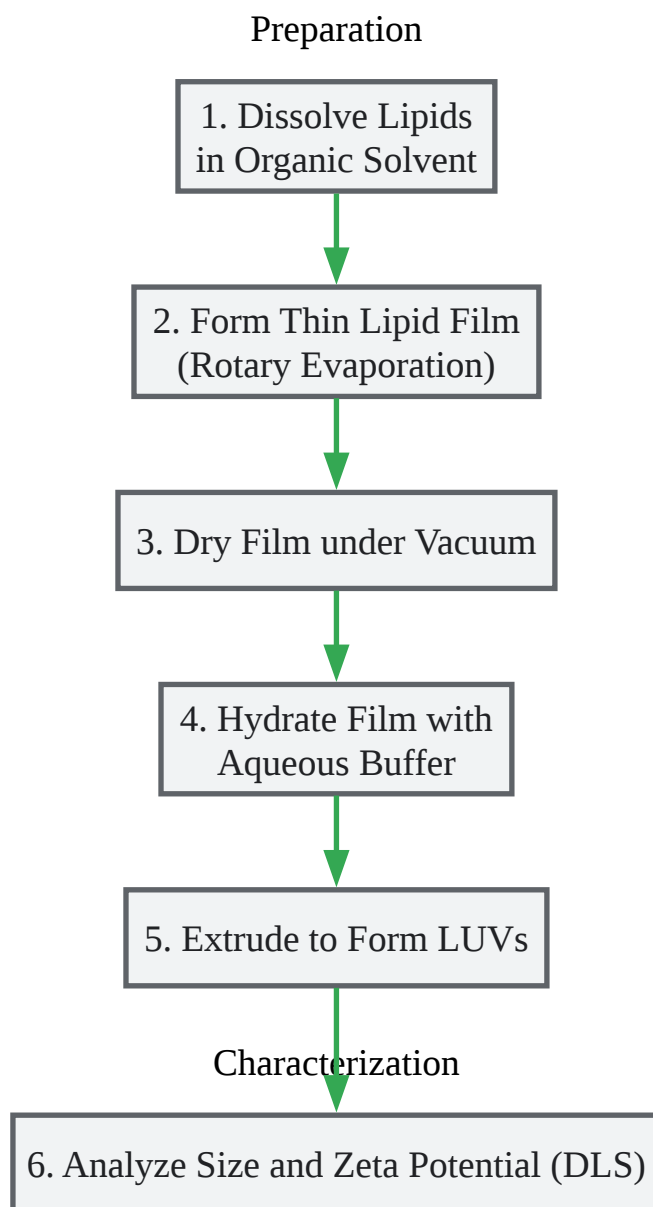 Preparation
1. Dissolve Lipids
in Organic Solvent
2. Form Thin Lipid Film
(Rotary Evaporation)
3. Dry Film under Vacuum
4. Hydrate Film with
Aqueous Buffer
5. Extrude to Form LUVs
Characterization
6. Analyze Size and Zeta Potential (DLS)